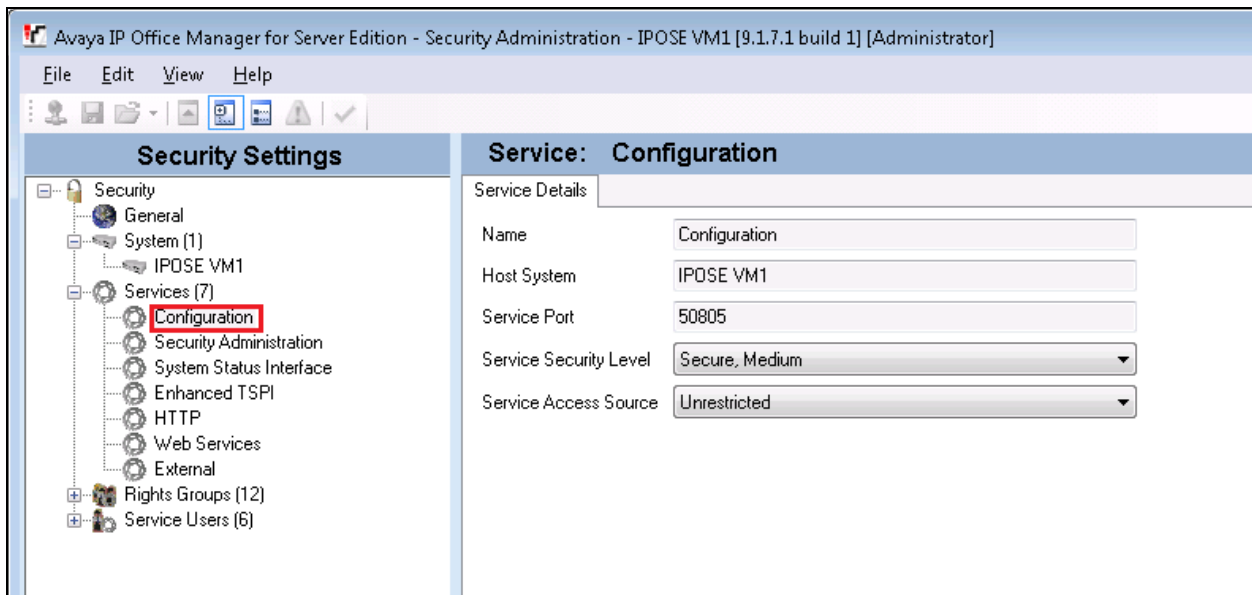 Avaya IP Office Manager for Server Edition - Security Administration - IPOSE VM1 [9.1.7.1 build 1] [Administrator]
File Edit View Help
Security Settings
Security
General
System (1)
IPOSE VM1
Services (7)
Configuration
Security Administration
System Status Interface
Enhanced TSPI
HTTP
Web Services
External
Rights Groups (12)
Service Users (6)
Service: Configuration
Service Details
Name Configuration
Host System IPOSE VM1
Service Port 50805
Service Security Level Secure, Medium
Service Access Source Unrestricted